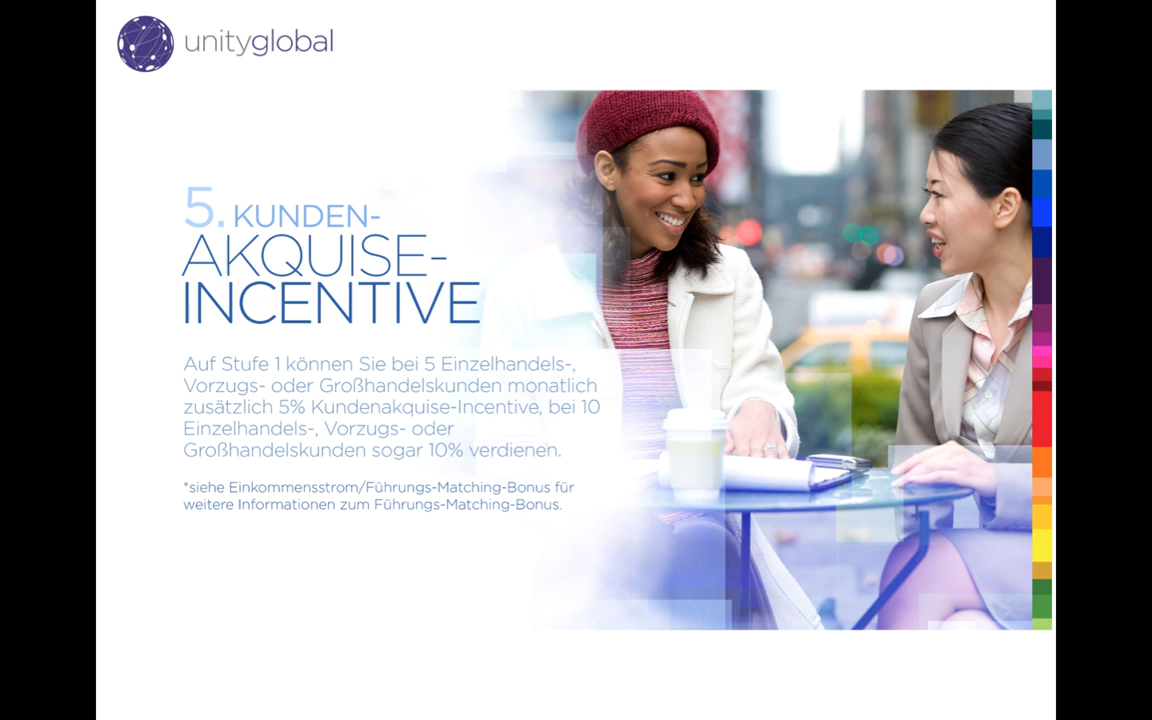 unityglobal
5. KUNDEN-
AKQUISE-
INCENTIVE
Auf Stufe 1 können Sie bei 5 Einzelhandels-,
Vorzugs- oder Großhandelskunden monatlich
zusätzlich 5% Kundenakquise-Incentive, bei 10
Einzelhandels-, Vorzugs- oder
Großhandelskunden sogar 10% verdienen.
*siehe Einkommensstrom/Führungs-Matching-Bonus für
weitere Informationen zum Führungs-Matching-Bonus.